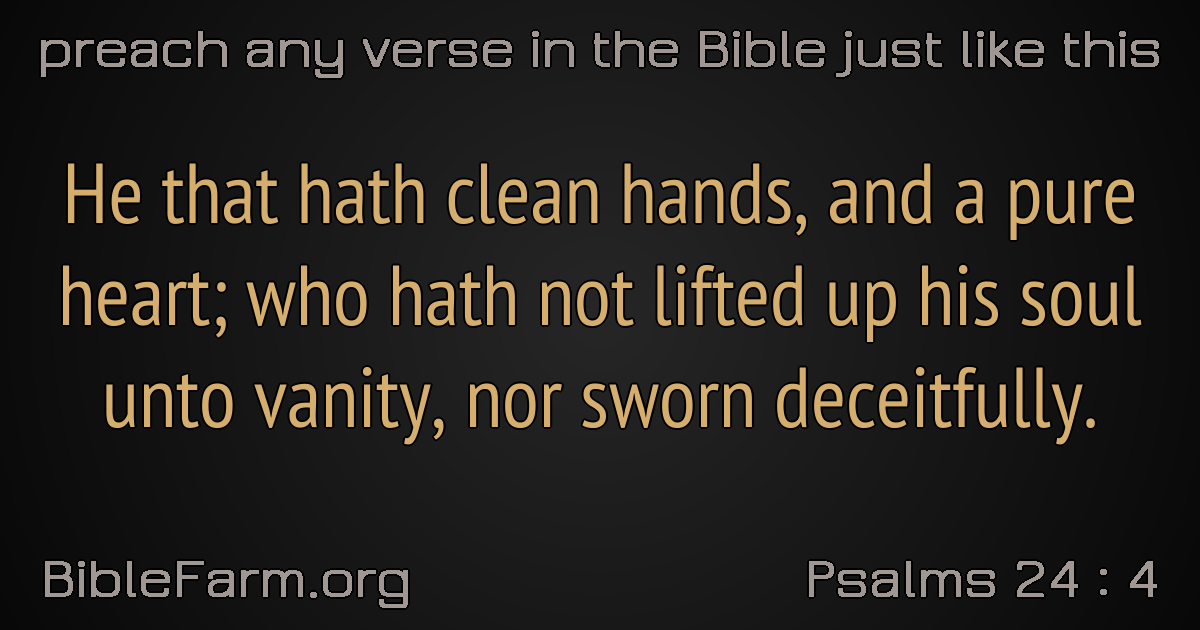 preach any verse in the Bible just like this
He that hath clean hands, and a pure
heart; who hath not lifted up his soul
unto vanity, nor sworn deceitfully.
BibleFarm.org
Psalms 24 : 4